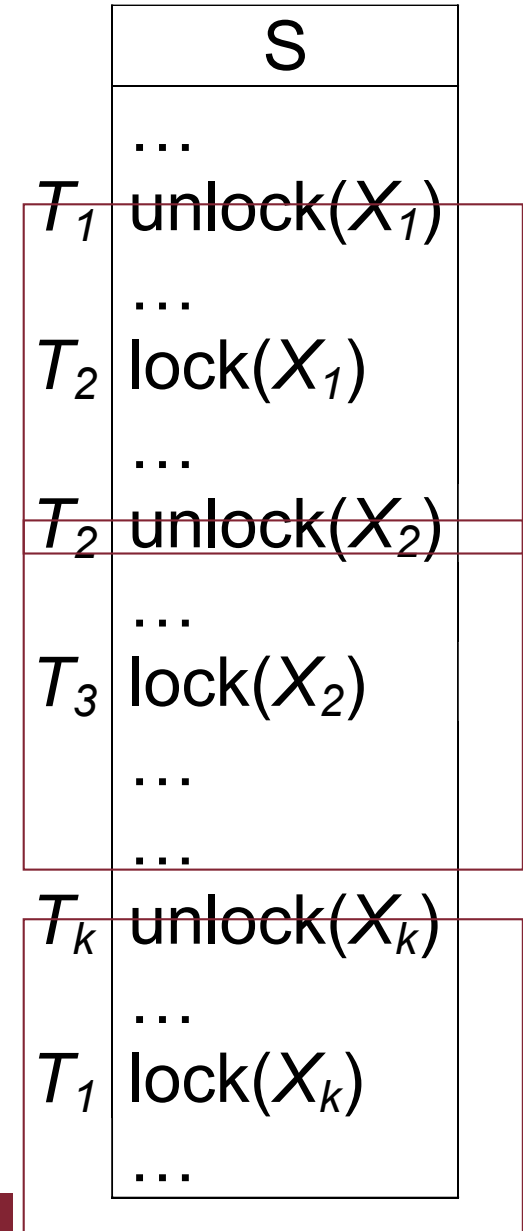 S
…
T₁ unlock(X₁)
…
T₂ lock(X₁)
…
T₂ unlock(X₂)
…
T₃ lock(X₂)
…
…
Tₖ unlock(Xₖ)
…
T₁ lock(Xₖ)
…